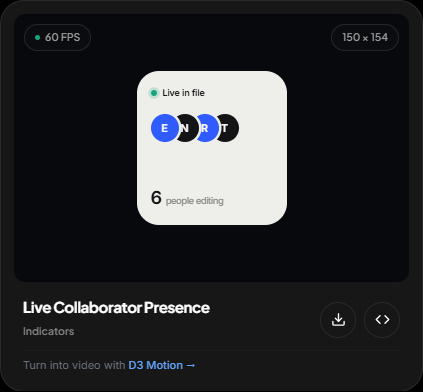 60 FPS
150 × 154
Live in file
E N R T
6 people editing
Live Collaborator Presence
Indicators
Turn into video with D3 Motion →